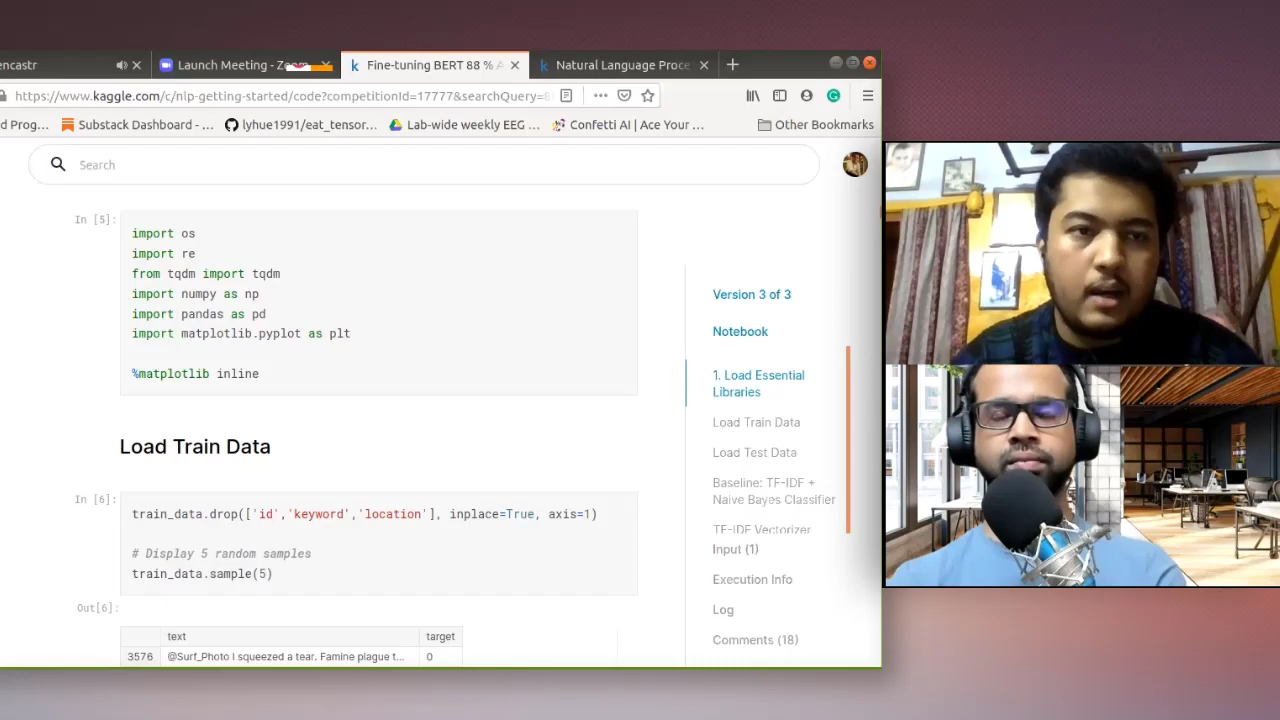 encastr
Launch Meeting - Zoom
Fine-tuning BERT 88 % A
Natural Language Proce
https://www.kaggle.com/c/nlp-getting-started/code?competitionId=17777&searchQuery=
d Prog...
Substack Dashboard - ...
lyhue1991/eat_tensor...
Lab-wide weekly EEG ...
Confetti AI | Ace Your ...
Other Bookmarks
Search
In [5]:
import os
import re
from tqdm import tqdm
import numpy as np
import pandas as pd
import matplotlib.pyplot as plt
%matplotlib inline
Load Train Data
In [6]:
train_data.drop(['id','keyword','location'], inplace=True, axis=1)
# Display 5 random samples
train_data.sample(5)
Out[6]:
text target
3576 @Surf_Photo I squeezed a tear. Famine plague t... 0
Version 3 of 3
Notebook
1. Load Essential
Libraries
Load Train Data
Load Test Data
Baseline: TF-IDF +
Naive Bayes Classifier
TF-IDF Vectorizer
Input (1)
Execution Info
Log
Comments (18)